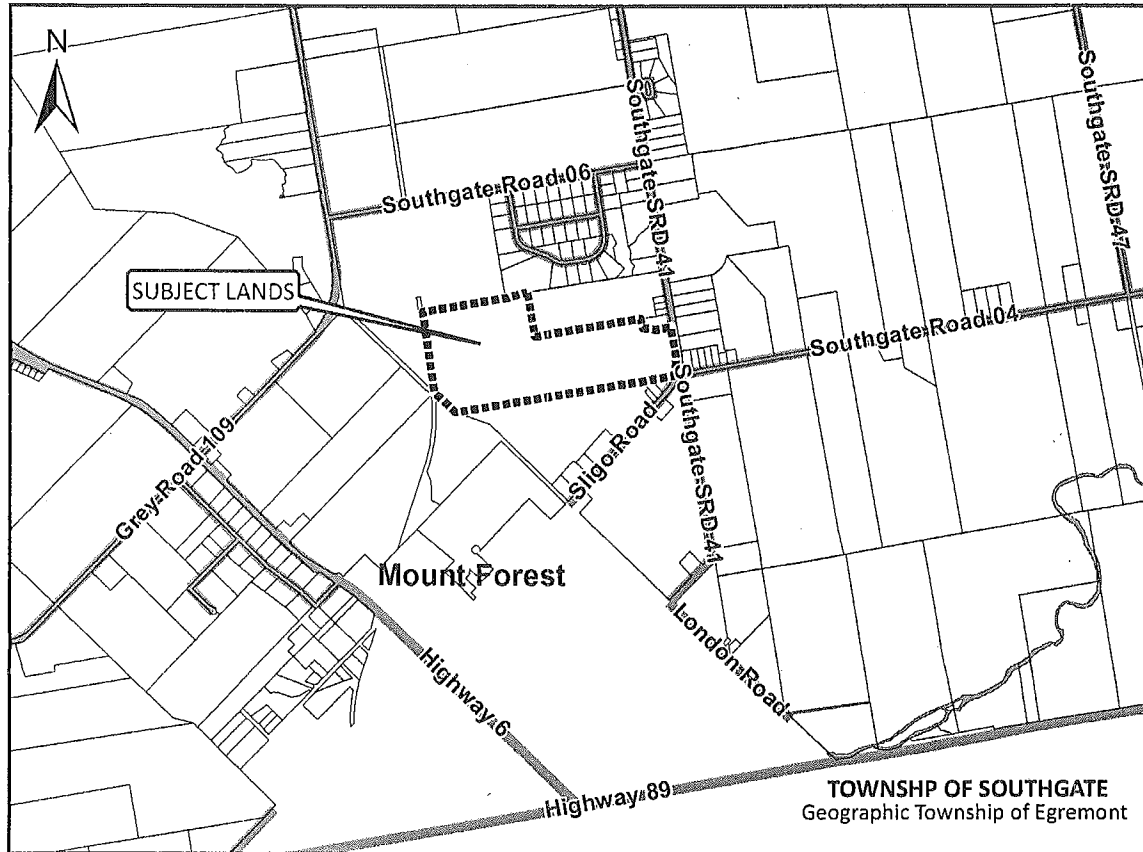 N
Southgate SRD 41
Southgate SRD 47
Southgate Road 06
SUBJECT LANDS
Southgate Road 04
Grey Road 109
Sligo Road
Southgate SRD 41
Mount Forest
London Road
Highway 6
Highway 89
TOWNSHP OF SOUTHGATE
Geographic Township of Egremont